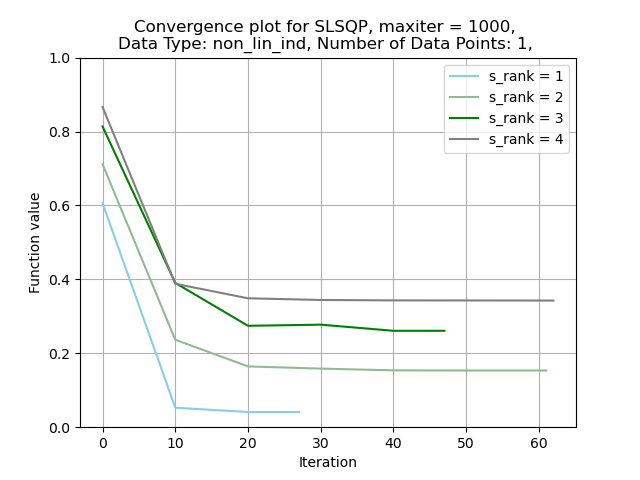 Convergence plot for SLSQP, maxiter = 1000,
Data Type: non_lin_ind, Number of Data Points: 1,
Function value
1.0
0.8
0.6
0.4
0.2
0.0
s_rank = 1
s_rank = 2
s_rank = 3
s_rank = 4
0 10 20 30 40 50 60
Iteration